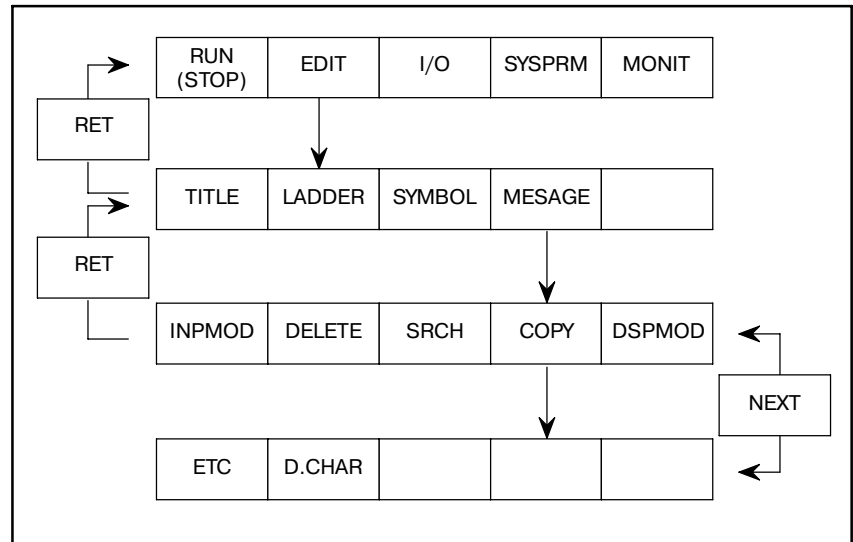 RUN
(STOP)
EDIT
I/O
SYSPRM
MONIT
RET
TITLE
LADDER
SYMBOL
MESAGE
RET
INPMOD
DELETE
SRCH
COPY
DSPMOD
NEXT
ETC
D.CHAR